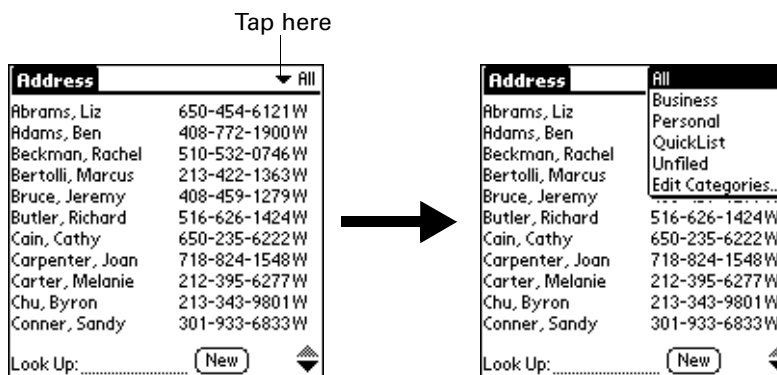 Tap here
Address All
Abrams, Liz 650-454-6121W
Adams, Ben 408-772-1900W
Beckman, Rachel 510-532-0746W
Bertolli, Marcus 213-422-1363W
Bruce, Jeremy 408-459-1279W
Butler, Richard 516-626-1424W
Cain, Cathy 650-235-6222W
Carpenter, Joan 718-824-1548W
Carter, Melanie 212-395-6277W
Chu, Byron 213-343-9801W
Conner, Sandy 301-933-6833W
Look Up: New
Address All
Abrams, Liz Business
Adams, Ben Personal
Beckman, Rachel QuickList
Bertolli, Marcus Unfiled
Bruce, Jeremy Edit Categories...
Butler, Richard 516-626-1424W
Cain, Cathy 650-235-6222W
Carpenter, Joan 718-824-1548W
Carter, Melanie 212-395-6277W
Chu, Byron 213-343-9801W
Conner, Sandy 301-933-6833W
Look Up: New